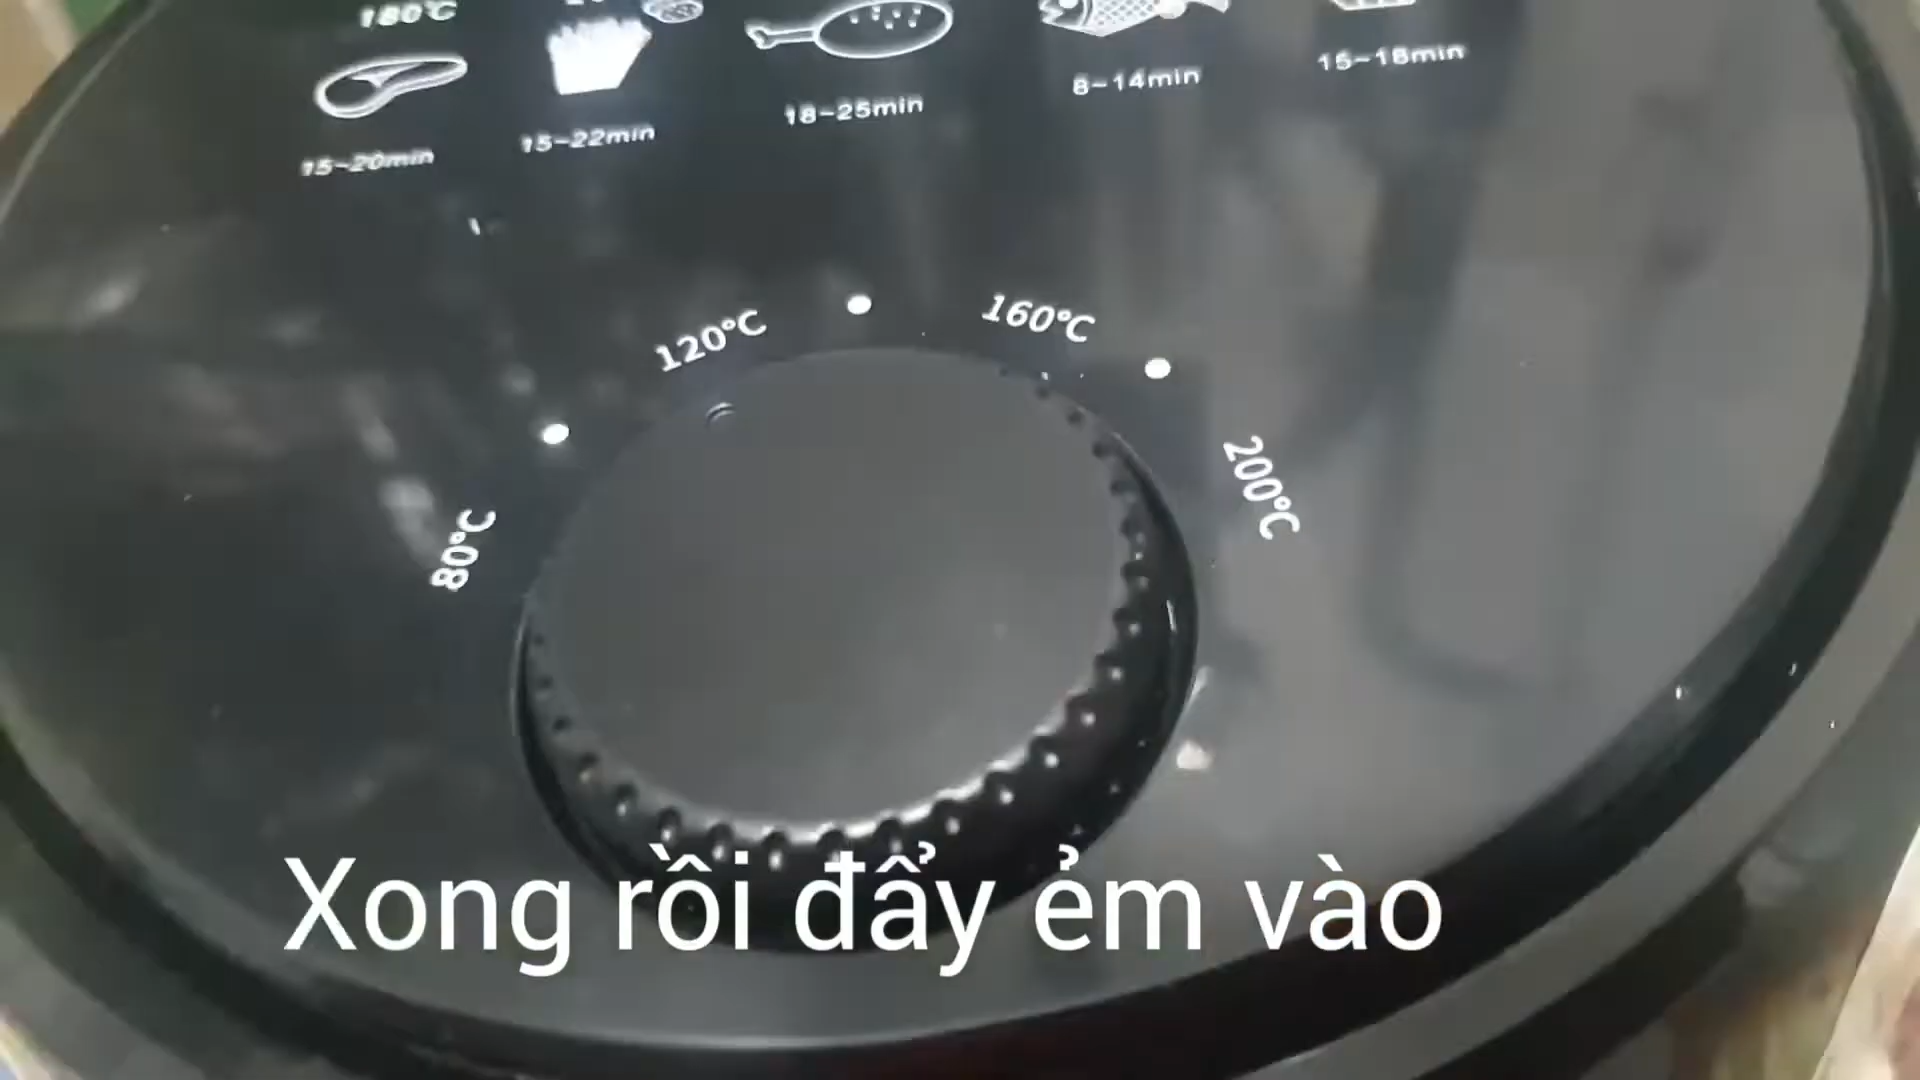 180°C
15-20min
15-22min
18-25min
8-14min
15-18min
80°C
120°C
160°C
200°C
Xong rồi đẩy ẻm vào